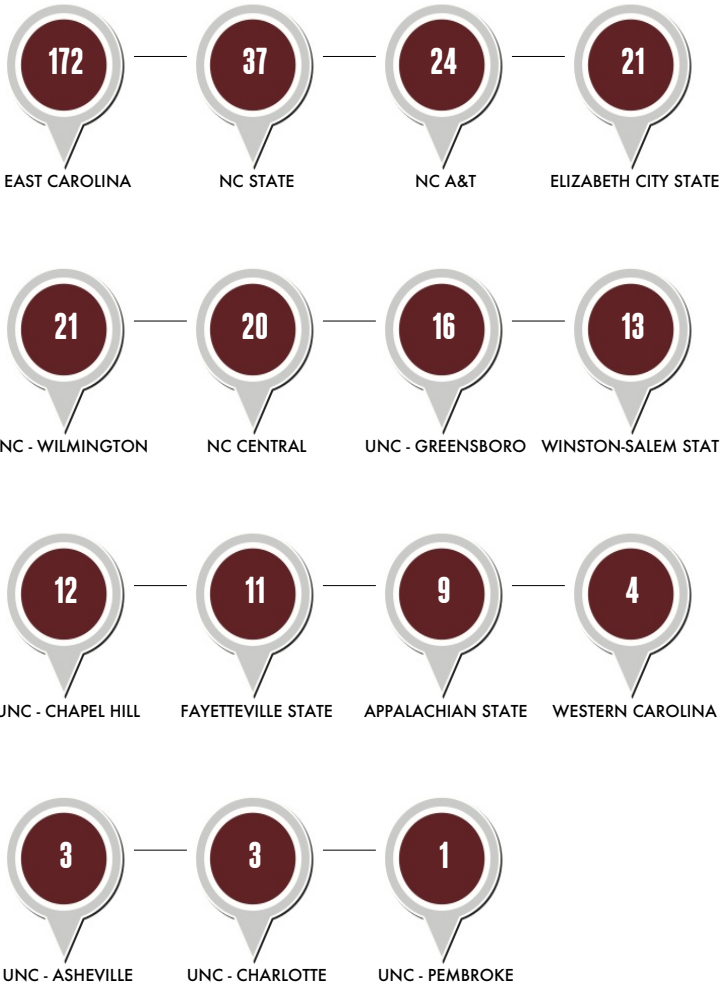 172 37 24 21
EAST CAROLINA NC STATE NC A&T ELIZABETH CITY STATE
21 20 16 13
NC - WILMINGTON NC CENTRAL UNC - GREENSBORO WINSTON-SALEM STAT
12 11 9 4
UNC - CHAPEL HILL FAYETTEVILLE STATE APPALACHIAN STATE WESTERN CAROLINA
3 3 1
UNC - ASHEVILLE UNC - CHARLOTTE UNC - PEMBROKE